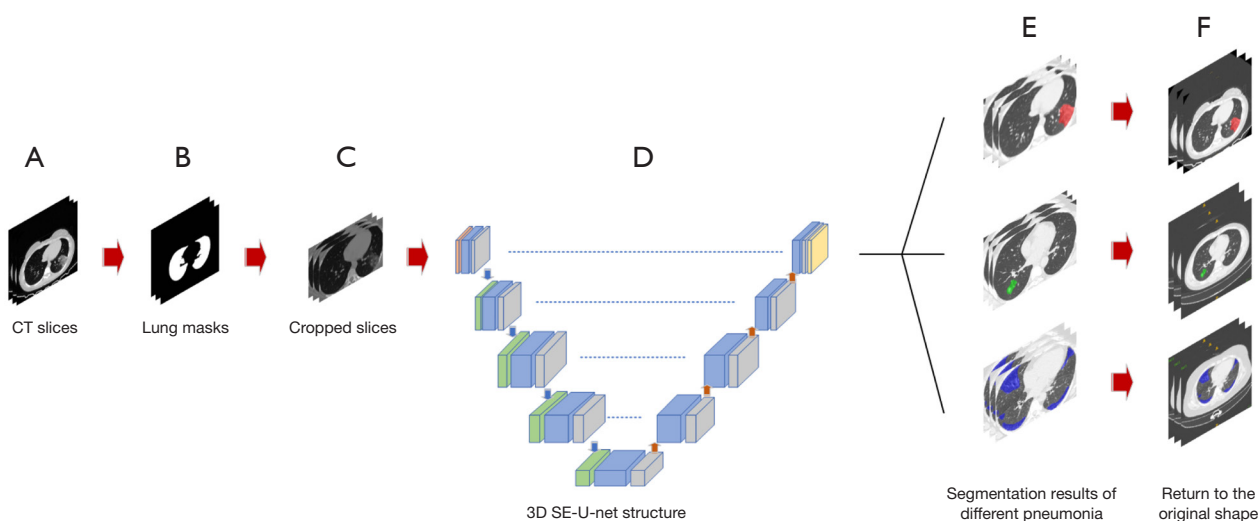 A
B
C
D
E
F
CT slices
Lung masks
Cropped slices
3D SE-U-net structure
Segmentation results of
different pneumonia
Return to the
original shape